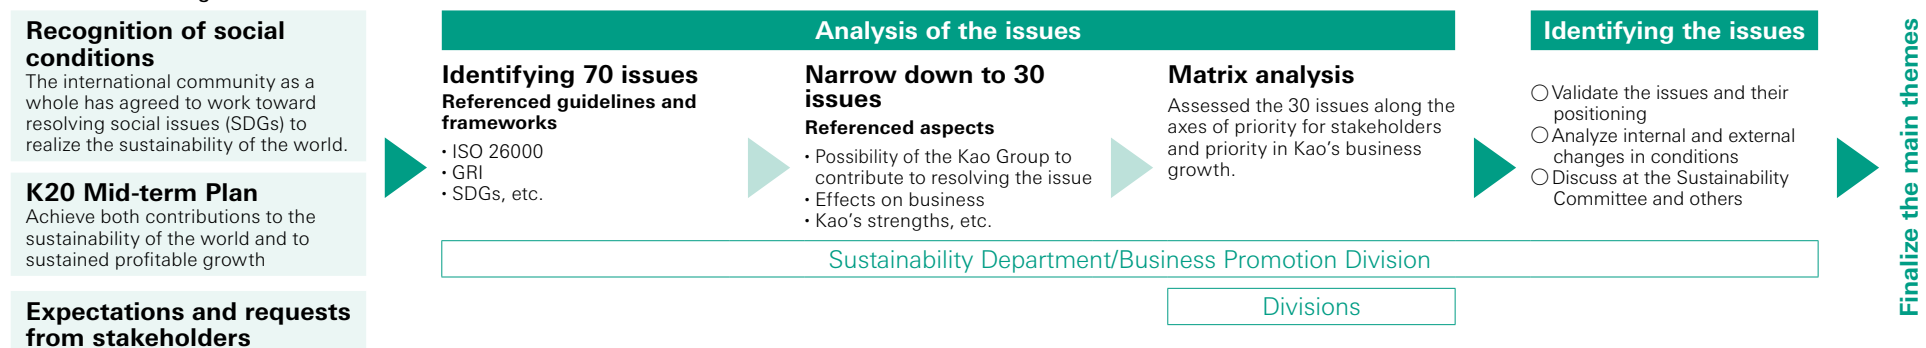 Recognition of social
conditions
The international community as a
whole has agreed to work toward
resolving social issues (SDGs) to
realize the sustainability of the world.
K20 Mid-term Plan
Achieve both contributions to the
sustainability of the world and to
sustained profitable growth
Expectations and requests
from stakeholders
Analysis of the issues
Identifying 70 issues
Referenced guidelines and
frameworks
・ISO 26000
・GRI
・SDGs, etc.
Narrow down to 30
issues
Referenced aspects
・Possibility of the Kao Group to
contribute to resolving the issue
・Effects on business
・Kao’s strengths, etc.
Matrix analysis
Assessed the 30 issues along the
axes of priority for stakeholders
and priority in Kao’s business
growth.
Identifying the issues
○Validate the issues and their
positioning
○Analyze internal and external
changes in conditions
○Discuss at the Sustainability
Committee and others
Sustainability Department/Business Promotion Division
Divisions
Finalize the main themes